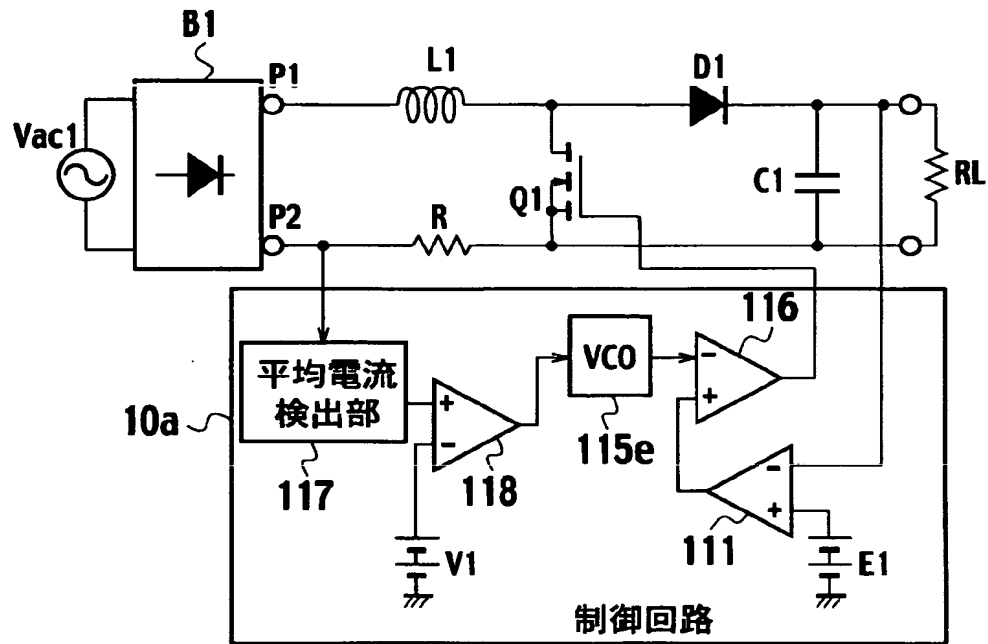 B1
P1
L1
D1
Vac1
C1
RL
Q1
P2
R
116
VCO
平均電流
検出部
10a
115e
117
118
111
V1
E1
制御回路
+
-
-
+
-
+